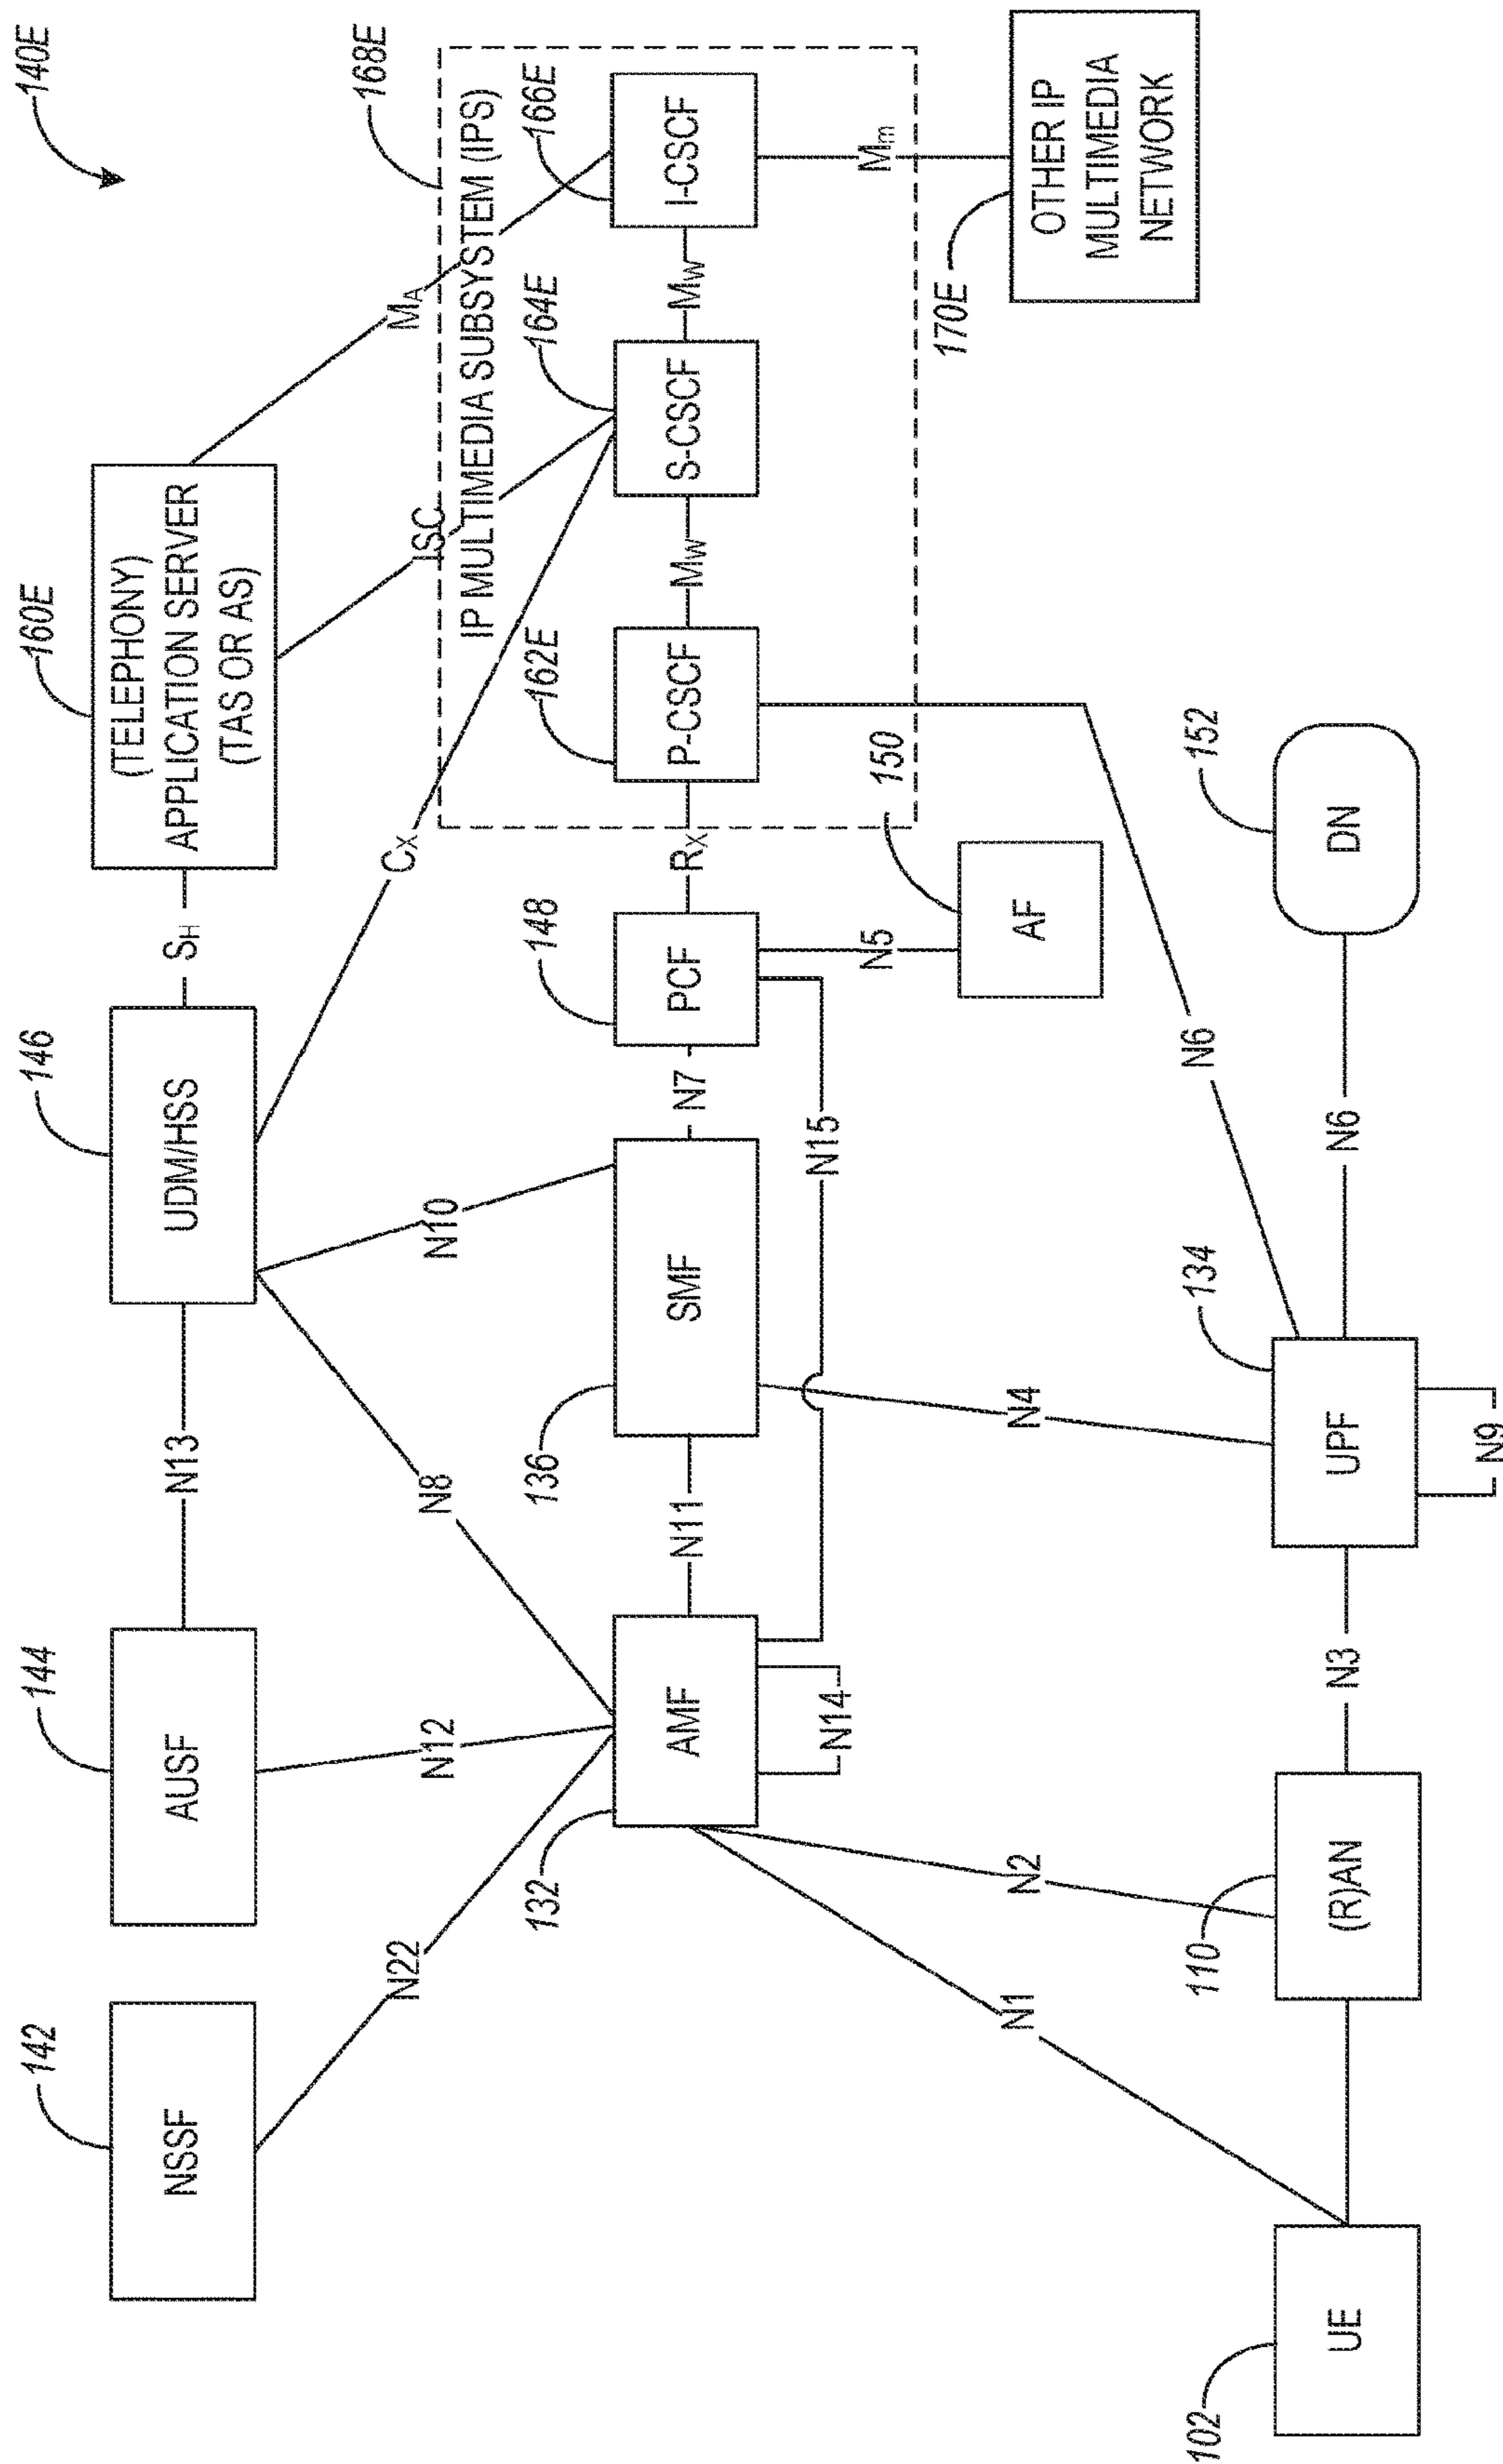 140E
142
NSSF
144
AUSF
N13
146
UDM/HSS
SH
160E
(TELEPHONY)
APPLICATION SERVER
(TAS OR AS)
N22
N12
N8
N10
CX
ISC
MA
168E
IP MULTIMEDIA SUBSYSTEM (IPS)
132
AMF
N14
N11
136
SMF
N7
148
PCF
RX
162E
P-CSCF
MW
164E
S-CSCF
MW
166E
I-CSCF
N15
N5
150
AF
Mm
170E
OTHER IP
MULTIMEDIA
NETWORK
N1
N2
N4
N6
102
UE
110
(R)AN
N3
134
UPF
N9
N6
152
DN